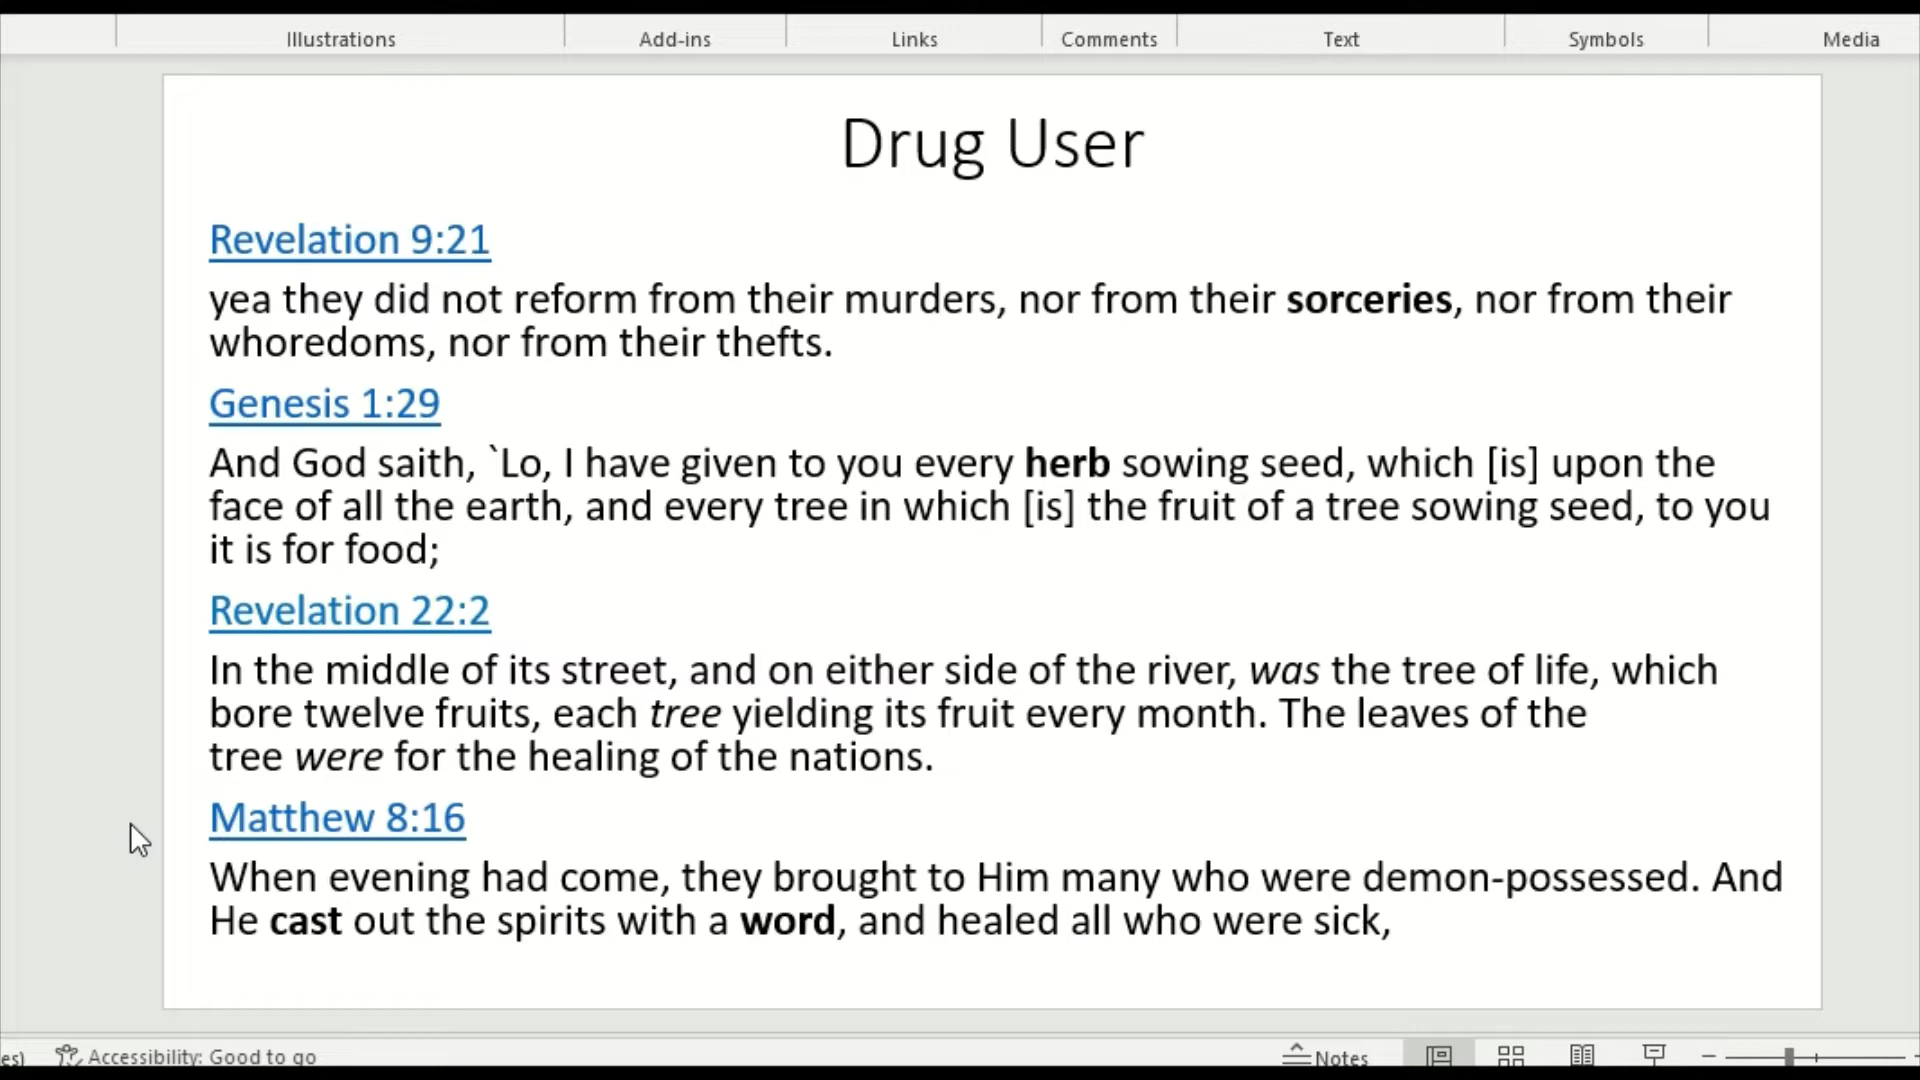 Illustrations Add-ins Links Comments Text Symbols Media
Drug User
Revelation 9:21
yea they did not reform from their murders, nor from their sorceries, nor from their
whoredoms, nor from their thefts.
Genesis 1:29
And God saith, `Lo, I have given to you every herb sowing seed, which [is] upon the
face of all the earth, and every tree in which [is] the fruit of a tree sowing seed, to you
it is for food;
Revelation 22:2
In the middle of its street, and on either side of the river, was the tree of life, which
bore twelve fruits, each tree yielding its fruit every month. The leaves of the
tree were for the healing of the nations.
Matthew 8:16
When evening had come, they brought to Him many who were demon-possessed. And
He cast out the spirits with a word, and healed all who were sick,
es) Accessibility: Good to go Notes